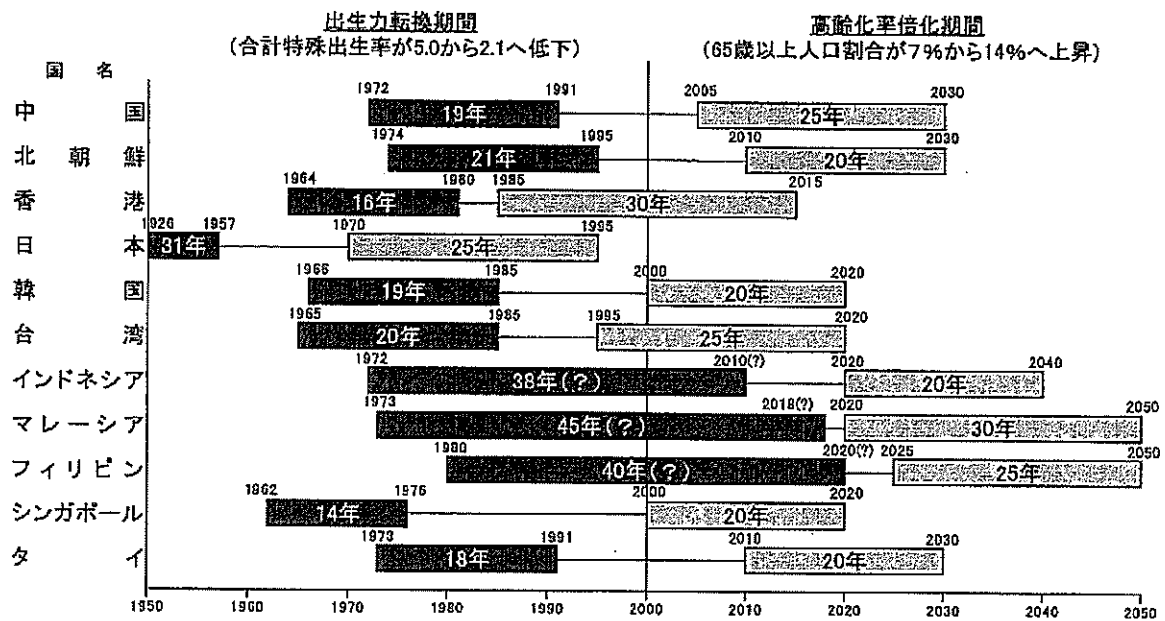 出生力転換期間
(合計特殊出生率が5.0から2.1へ低下)
高齢化率倍化期間
(65歳以上人口割合が7%から14%へ上昇)
国名
中国 1972 19年 1991 2005 25年 2030
北朝鮮 1974 21年 1995 2010 20年 2030
香港 1964 16年 1980 1985 30年 2015
日本 1926 31年 1957 1970 25年 1995
韓国 1966 19年 1985 2000 20年 2020
台湾 1965 20年 1985 1995 25年 2020
インドネシア 1972 38年(?) 2010(?) 2020 20年 2040
マレーシア 1973 45年(?) 2018(?) 2020 30年 2050
フィリピン 1980 40年(?) 2020(?) 2025 25年 2050
シンガポール 1962 14年 1976 2000 20年 2020
タイ 1973 18年 1991 2010 20年 2030
1950 1960 1970 1980 1990 2000 2010 2020 2030 2040 2050